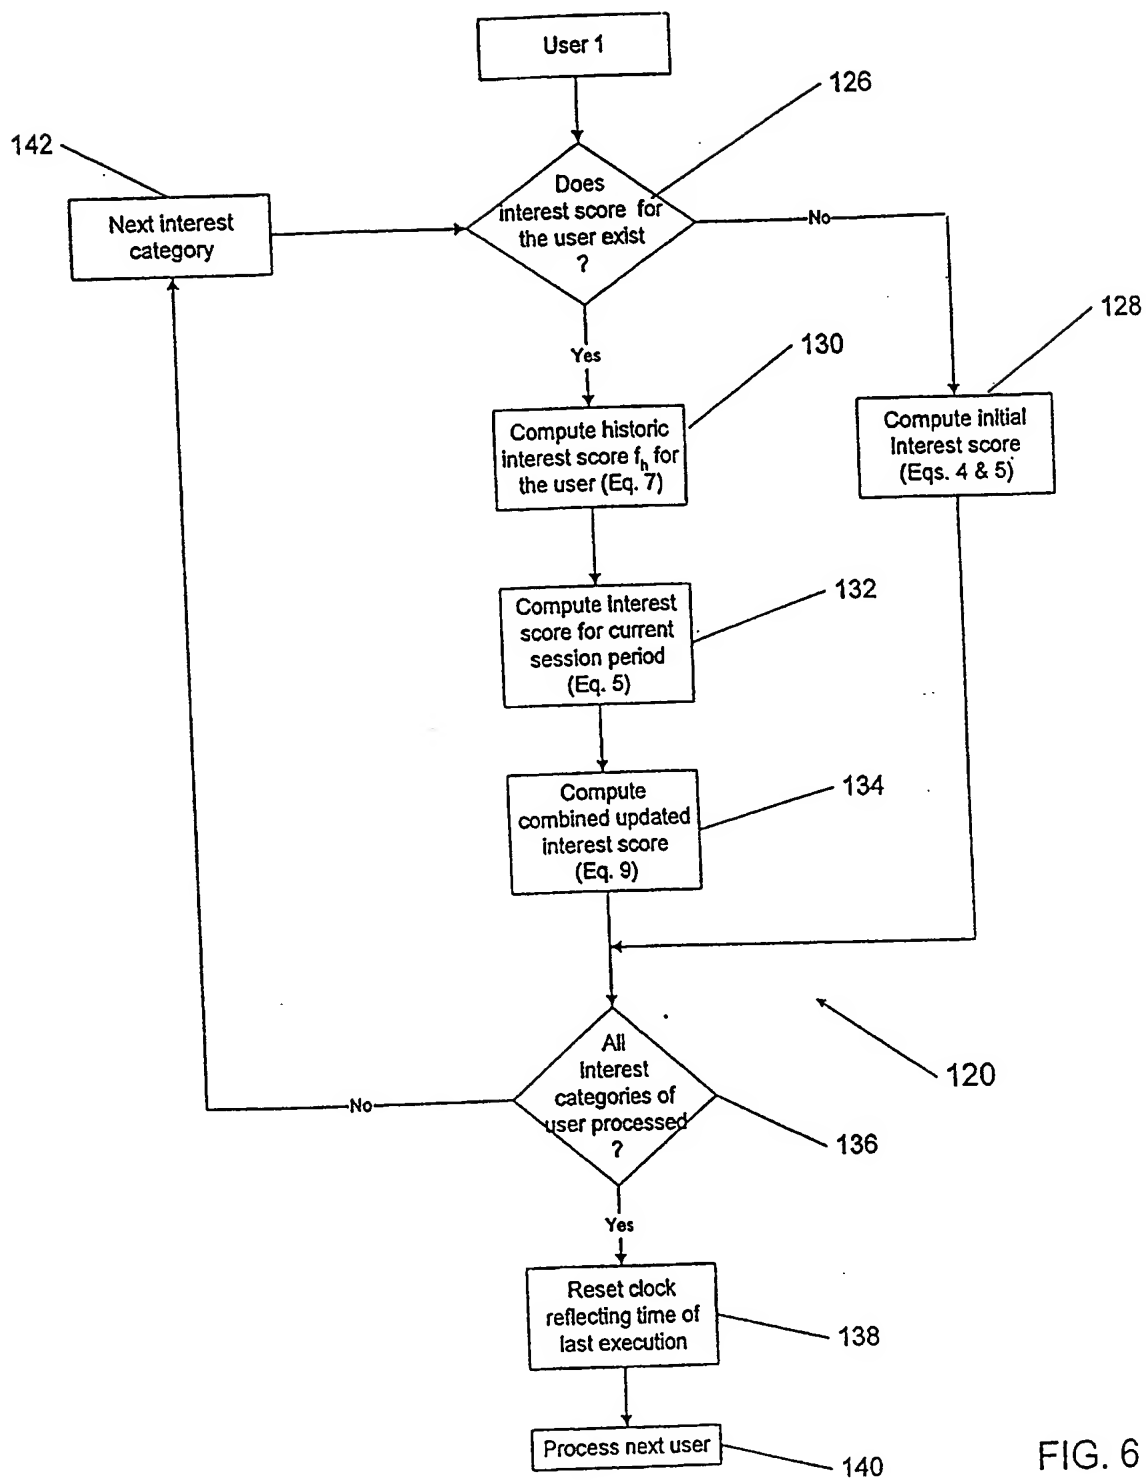 User 1
126
142
Does
interest score for
the user exist
?
Next interest
category
No
128
Yes
130
Compute historic
interest score fh for
the user (Eq. 7)
Compute initial
Interest score
(Eqs. 4 & 5)
132
Compute Interest
score for current
session period
(Eq. 5)
134
Compute
combined updated
interest score
(Eq. 9)
120
All
Interest
categories of
user processed
?
No
136
Yes
Reset clock
reflecting time of
last execution
138
Process next user
140
FIG. 6